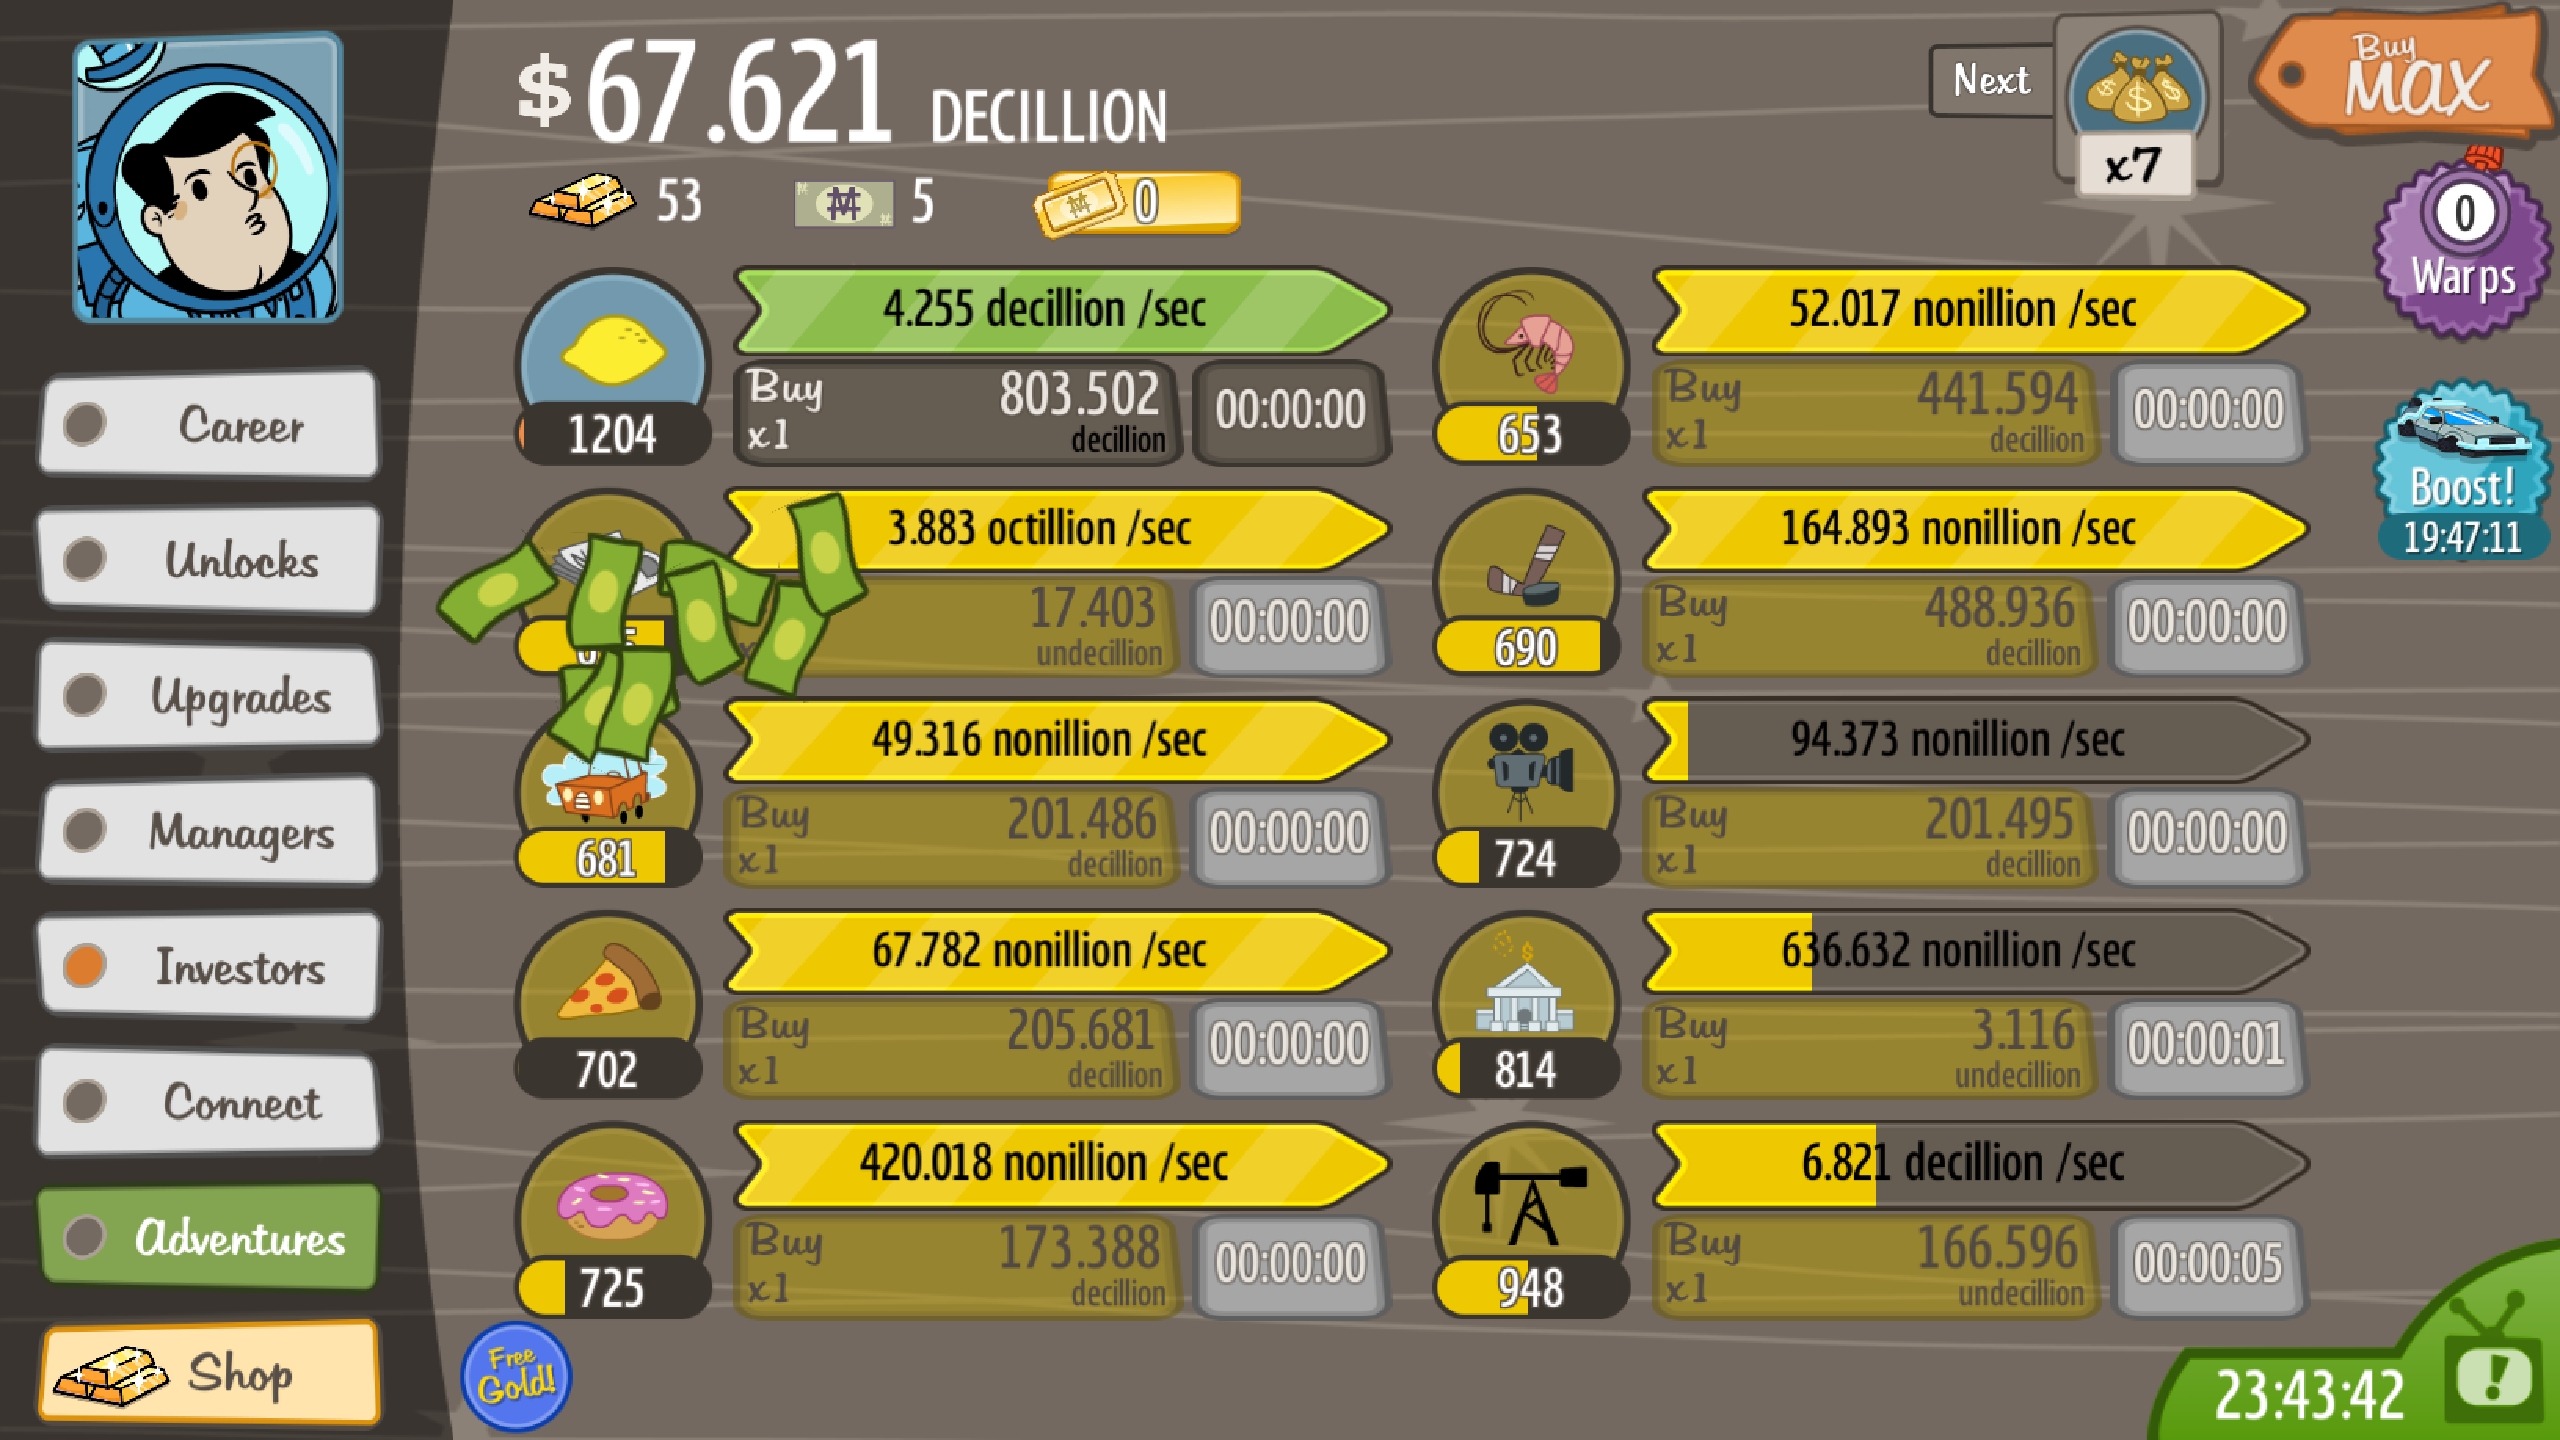 $67.621 DECILLION
53
5
0
Next
x7
Buy
MAX
0
Warps
Boost!
19:47:11
Career
Unlocks
Upgrades
Managers
Investors
Connect
Adventures
Shop
4.255 decillion /sec
1204
Buy
x1
803.502
decillion
00:00:00
3.883 octillion /sec
17.403
undecillion
00:00:00
49.316 nonillion /sec
681
Buy
x1
201.486
decillion
00:00:00
67.782 nonillion /sec
702
Buy
x1
205.681
decillion
00:00:00
420.018 nonillion /sec
725
Buy
x1
173.388
decillion
00:00:00
52.017 nonillion /sec
653
Buy
x1
441.594
decillion
00:00:00
164.893 nonillion /sec
690
Buy
x1
488.936
decillion
00:00:00
94.373 nonillion /sec
724
Buy
x1
201.495
decillion
00:00:00
636.632 nonillion /sec
814
Buy
x1
3.116
undecillion
00:00:01
6.821 decillion /sec
948
Buy
x1
166.596
undecillion
00:00:05
Free
Gold!
23:43:42